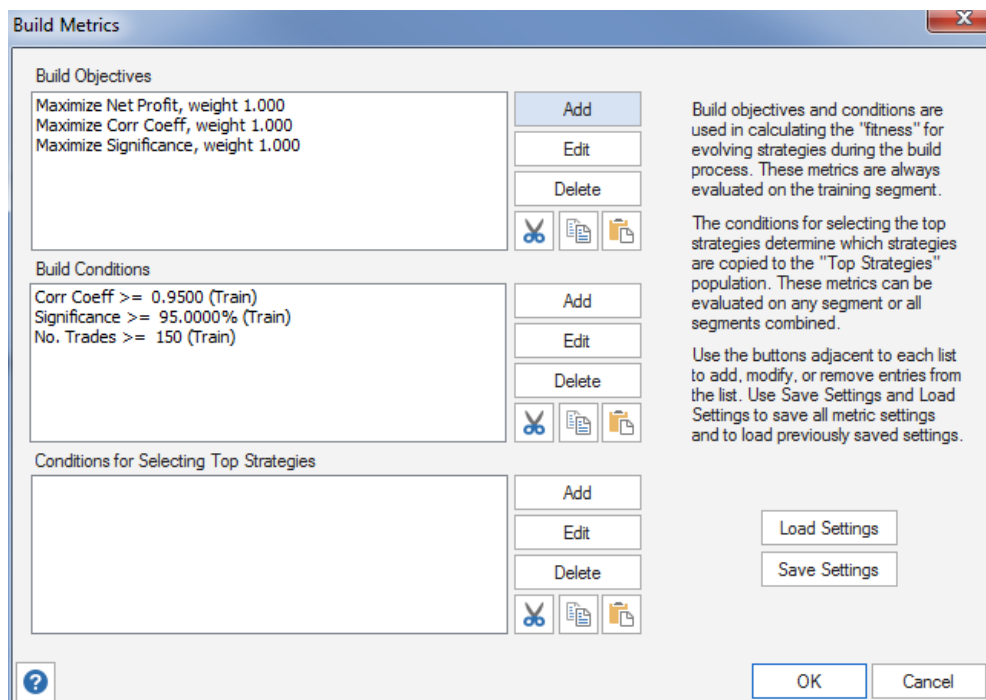 Build Metrics
X
Build Objectives
Maximize Net Profit, weight 1.000
Maximize Corr Coeff, weight 1.000
Maximize Significance, weight 1.000
Add
Edit
Delete
Build Conditions
Corr Coeff >= 0.9500 (Train)
Significance >= 95.0000% (Train)
No. Trades >= 150 (Train)
Add
Edit
Delete
Conditions for Selecting Top Strategies
Add
Edit
Delete
Build objectives and conditions are
used in calculating the "fitness" for
evolving strategies during the build
process. These metrics are always
evaluated on the training segment.
The conditions for selecting the top
strategies detemine which strategies
are copied to the "Top Strategies"
population. These metrics can be
evaluated on any segment or all
segments combined.
Use the buttons adjacent to each list
to add, modify, or remove entries from
the list. Use Save Settings and Load
Settings to save all metric settings
and to load previously saved settings.
Load Settings
Save Settings
?
OK
Cancel